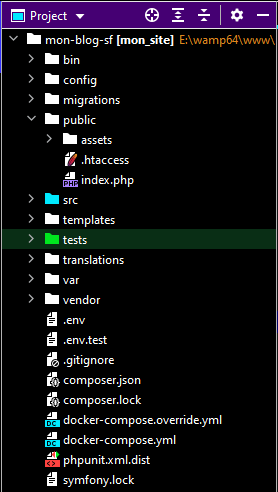 Project
mon-blog-sf [mon_site] E:\wamp64\www\
bin
config
migrations
public
assets
.htaccess
index.php
src
templates
tests
translations
var
vendor
.env
.env.test
.gitignore
composer.json
composer.lock
docker-compose.override.yml
docker-compose.yml
phpunit.xml.dist
symfony.lock